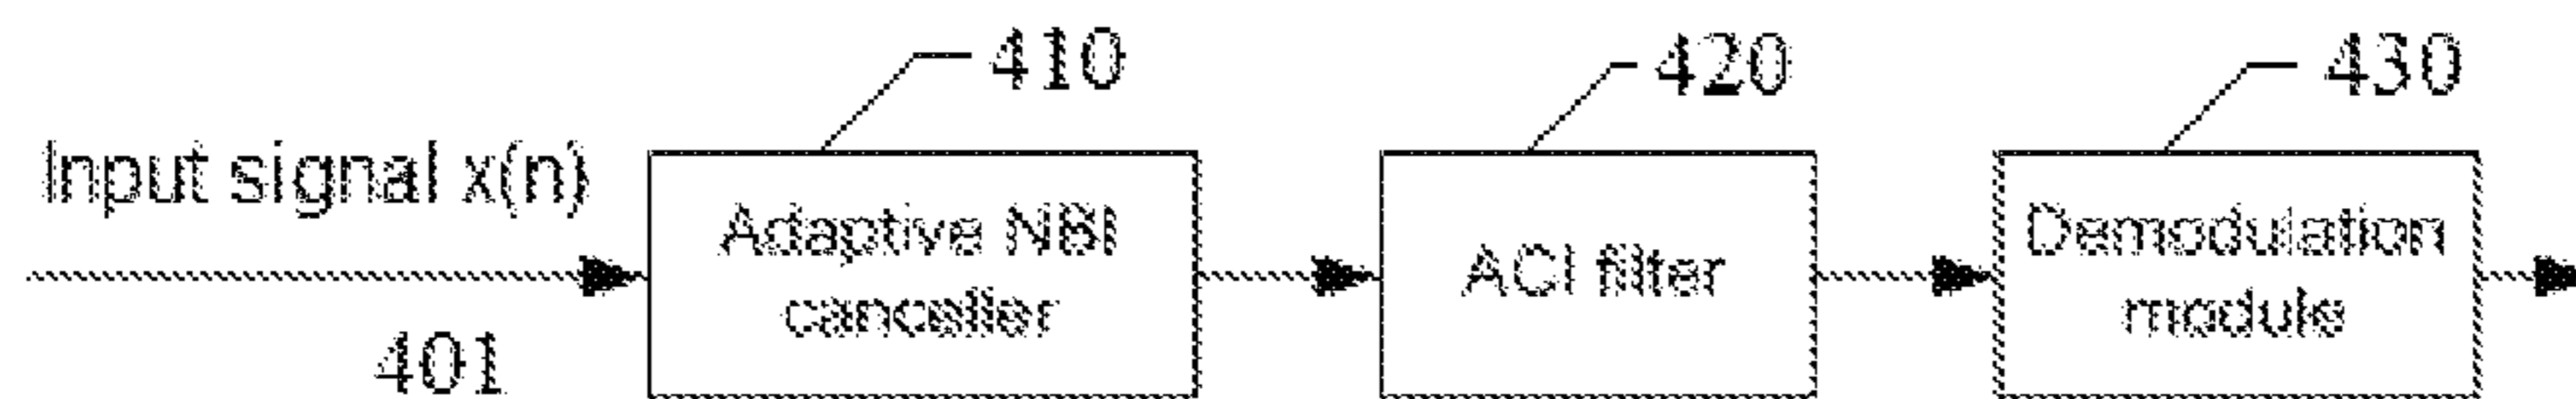 410
420
430
Input signal x(n)
Adaptive NBI
canceller
ACI filter
Demodulation
module
401